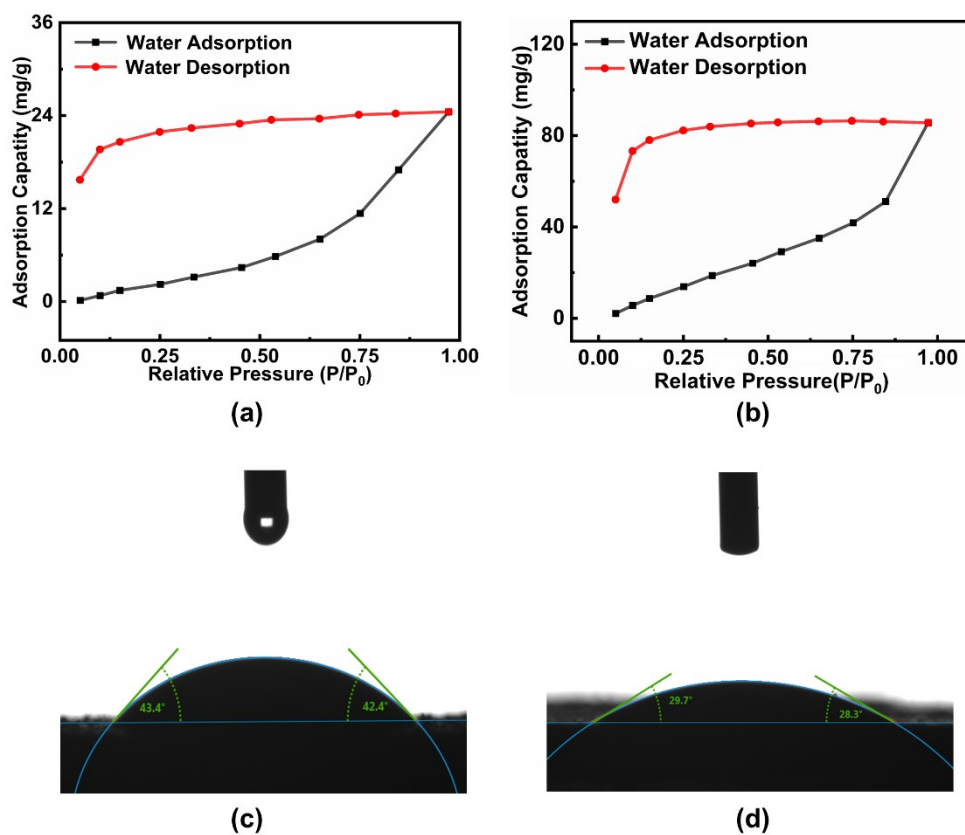 36
24
12
0
Adsorption Capatity (mg/g)
Water Adsorption
Water Desorption
0.00 0.25 0.50 0.75 1.00
Relative Pressure (P/P0)
(a)
120
80
40
0
Adsorption Capatity (mg/g)
Water Adsorption
Water Desorption
0.00 0.25 0.50 0.75 1.00
Relative Pressure(P/P0)
(b)
43.4° 42.4°
(c)
29.7° 28.3°
(d)